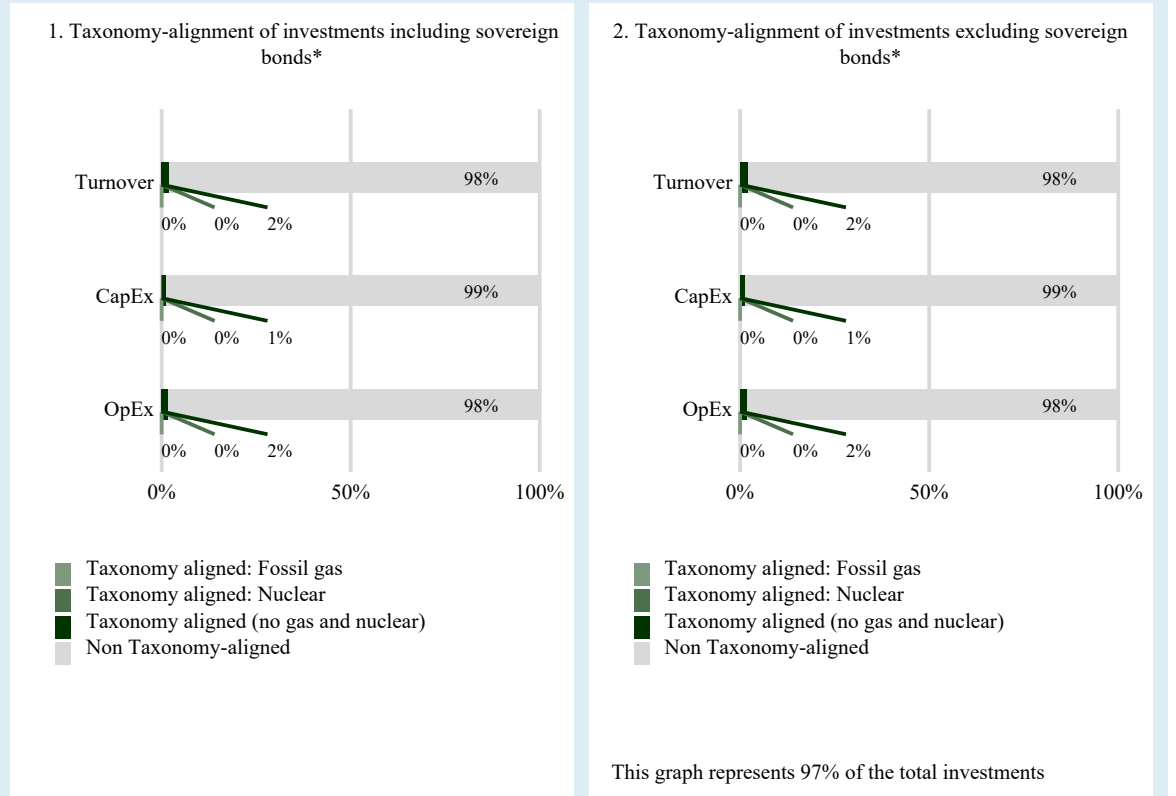 1. Taxonomy-alignment of investments including sovereign
bonds*
Turnover
98%
0% 0% 2%
CapEx
99%
0% 0% 1%
OpEx
98%
0% 0% 2%
0% 50% 100%
Taxonomy aligned: Fossil gas
Taxonomy aligned: Nuclear
Taxonomy aligned (no gas and nuclear)
Non Taxonomy-aligned
2. Taxonomy-alignment of investments excluding sovereign
bonds*
Turnover
98%
0% 0% 2%
CapEx
99%
0% 0% 1%
OpEx
98%
0% 0% 2%
0% 50% 100%
Taxonomy aligned: Fossil gas
Taxonomy aligned: Nuclear
Taxonomy aligned (no gas and nuclear)
Non Taxonomy-aligned
This graph represents 97% of the total investments